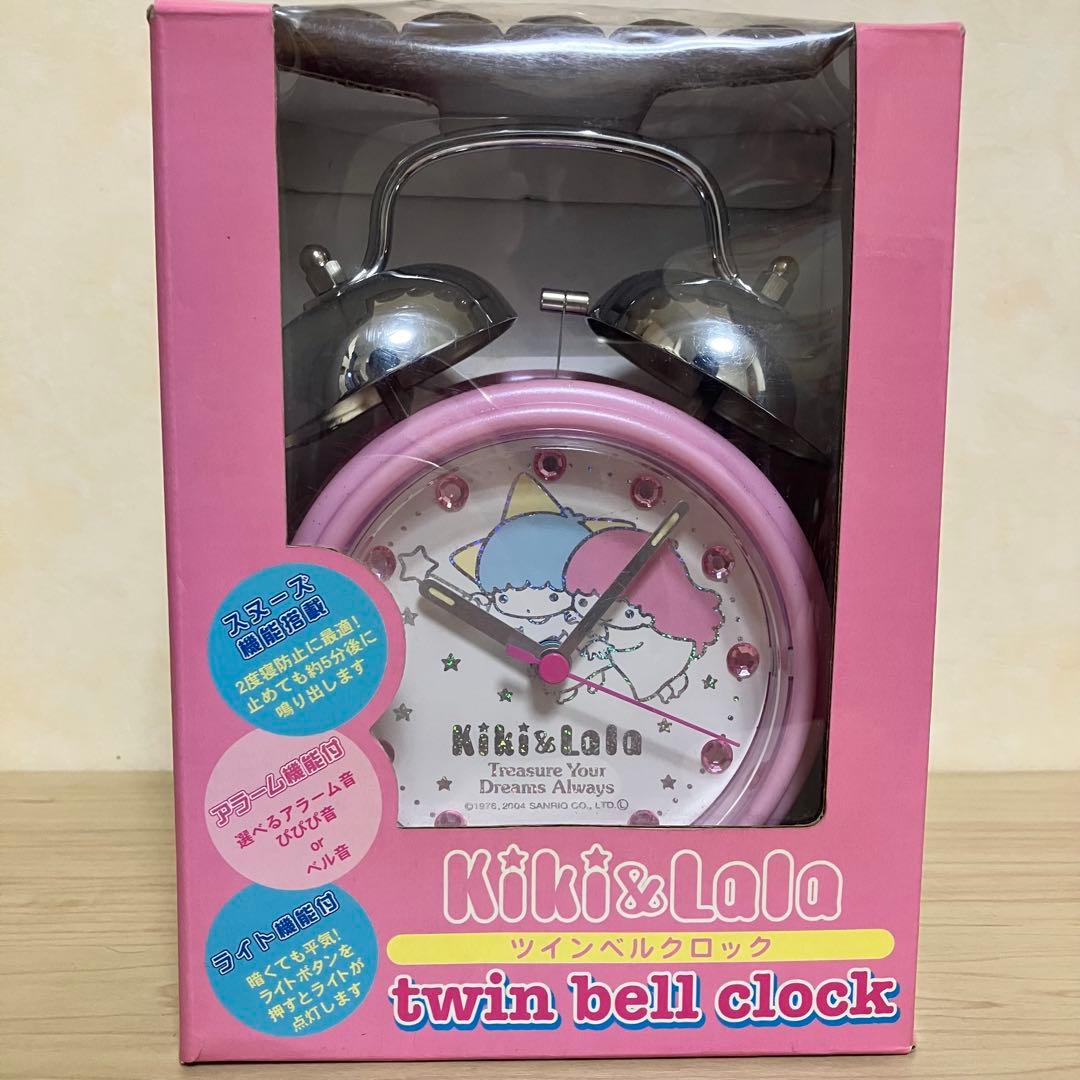 Kiki&Lala
Treasure Your
Dreams Always
©1976, 2004 SANRIO CO., LTD.Ⓛ
スヌーズ
機能搭載
2度寝防止に最適!
止めても約5分後に
鳴り出します
アラーム機能付
選べるアラーム音
ぴぴぴ音
or
ベル音
ライト機能付
暗くても平気!
ライトボタンを
押すとライトが
点灯します
Kiki&Lala
ツインベルクロック
twin bell clock